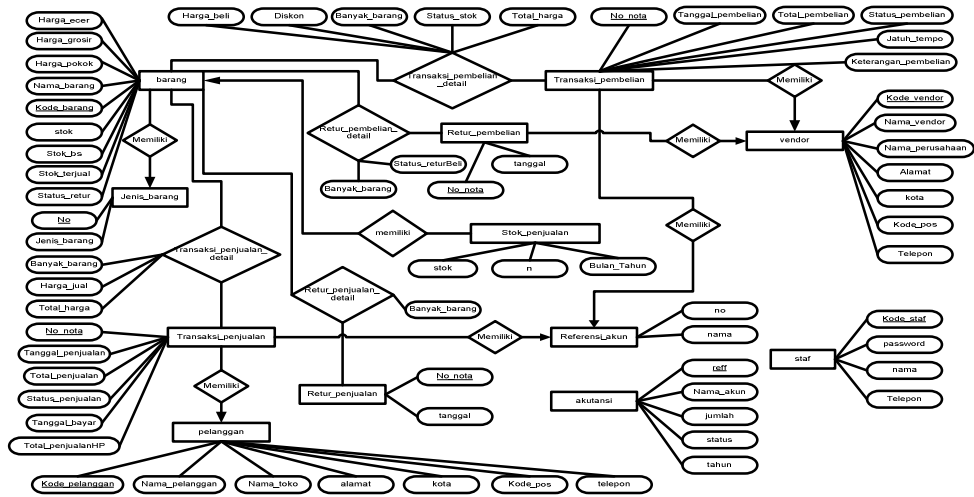 Harga_ecer
Harga_grosir
Harga_pokok
Nama_barang
Kode_barang
stok
Stok_bs
Stok_terjual
Status_retur
No
Jenis_barang
Banyak_barang
Harga_jual
Total_harga
No_nota
Tanggal_penjualan
Total_penjualan
Status_penjualan
Tanggal_bayar
Total_penjualanHP
Harga_beli
Diskon
Banyak_barang
Status_stok
Total_harga
No_nota
Tanggal_pembelian
Total_pembelian
Status_pembelian
Jatuh_tempo
Keterangan_pembelian
barang
Transaksi_pembelian
_detail
Transaksi_pembelian
Memiliki
Memiliki
Retur_pembelian_
detail
Retur_pembelian
Memiliki
vendor
Kode_vendor
Nama_vendor
Nama_perusahaan
Alamat
kota
Kode_pos
Telepon
Status_returBeli
tanggal
Banyak_barang
No_nota
Jenis_barang
memiliki
Stok_penjualan
Memiliki
stok
n
Bulan_Tahun
Transaksi_penjualan_
detail
Retur_penjualan_
detail
Banyak_barang
Transaksi_penjualan
Memiliki
Referensi_akun
no
nama
Memiliki
Retur_penjualan
No_nota
tanggal
akutansi
reff
Nama_akun
jumlah
status
tahun
staf
Kode_staf
password
nama
Telepon
pelanggan
Kode_pelanggan
Nama_pelanggan
Nama_toko
alamat
kota
Kode_pos
telepon